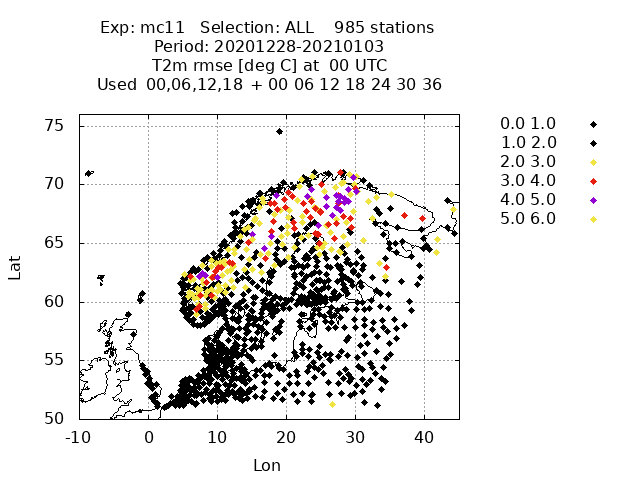 Exp: mc11   Selection: ALL    985 stations
Period: 20201228-20210103
T2m rmse [deg C] at  00 UTC
Used  00,06,12,18  + 00 06 12 18 24 30 36
0.0 1.0
1.0 2.0
2.0 3.0
3.0 4.0
4.0 5.0
5.0 6.0
75
70
65
60
55
50
Lat
-10 0 10 20 30 40
Lon